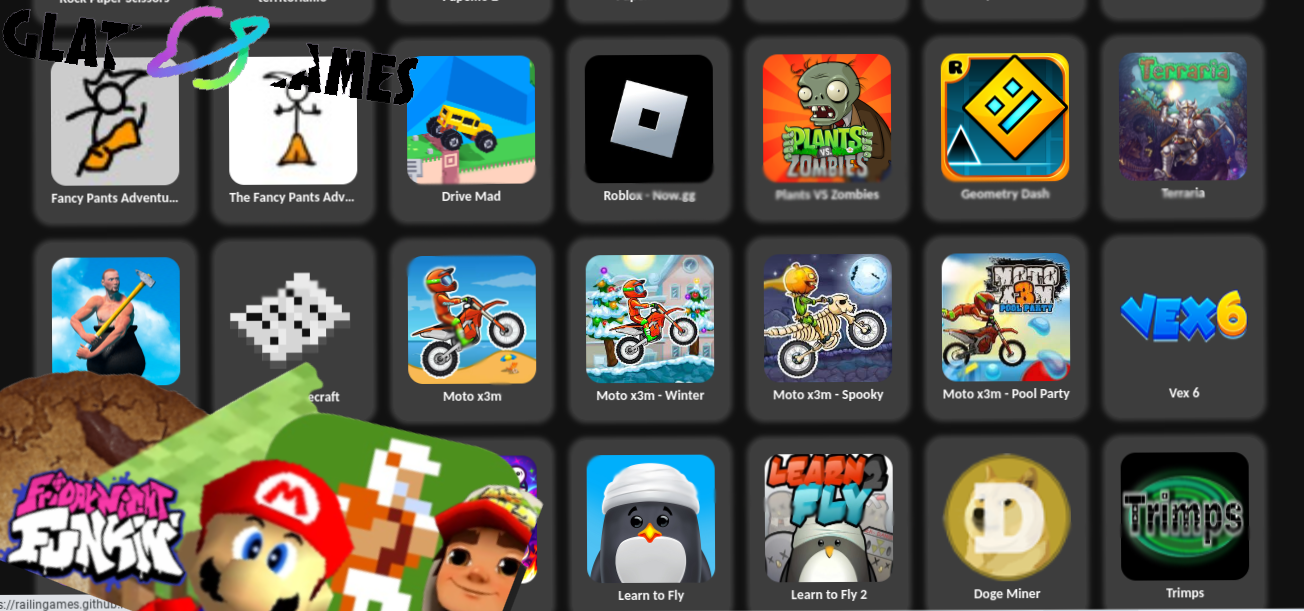 Rock Paper Scissors
GLAT GAMES
Fancy Pants Adventu...
The Fancy Pants Adv...
Drive Mad
Roblox - Now.gg
PLANTS
VS.
ZOMBIES
Plants VS Zombies
R
Geometry Dash
Terraria
Terraria
ecraft
Moto x3m
Moto x3m - Winter
Moto x3m - Spooky
MOTO
X3M
POOL PARTY
Moto x3m - Pool Party
VEX6
Vex 6
FRIDAY NIGHT
FUNKIN'
M
Learn to Fly
LEARN 2
FLY
Learn to Fly 2
D
Doge Miner
Trimps
Trimps
s://railingames.github.